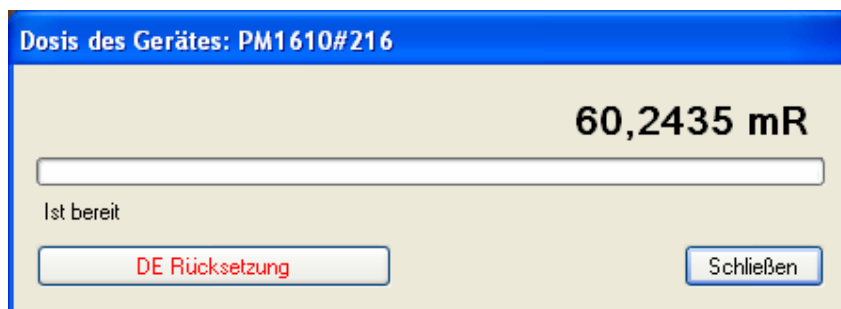 Dosis des Gerätes: PM1610#216
60,2435 mR
Ist bereit
DE Rücksetzung
Schließen